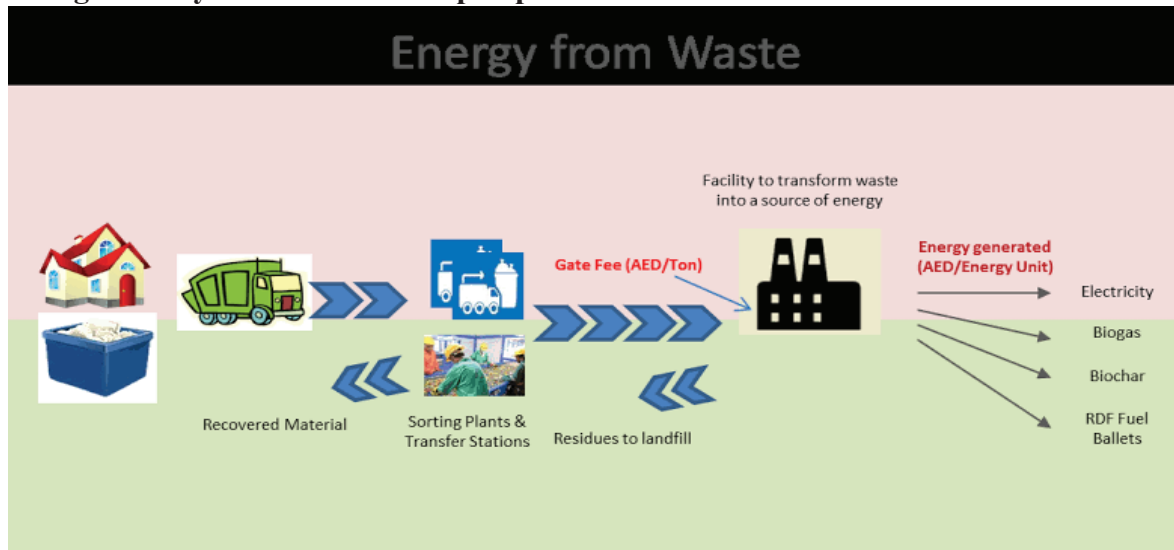 Energy from Waste
Facility to transform waste
into a source of energy
Gate Fee (AED/Ton)
Energy generated
(AED/Energy Unit)
Electricity
Biogas
Biochar
RDF Fuel
Ballets
Recovered Material
Sorting Plants &
Transfer Stations
Residues to landfill